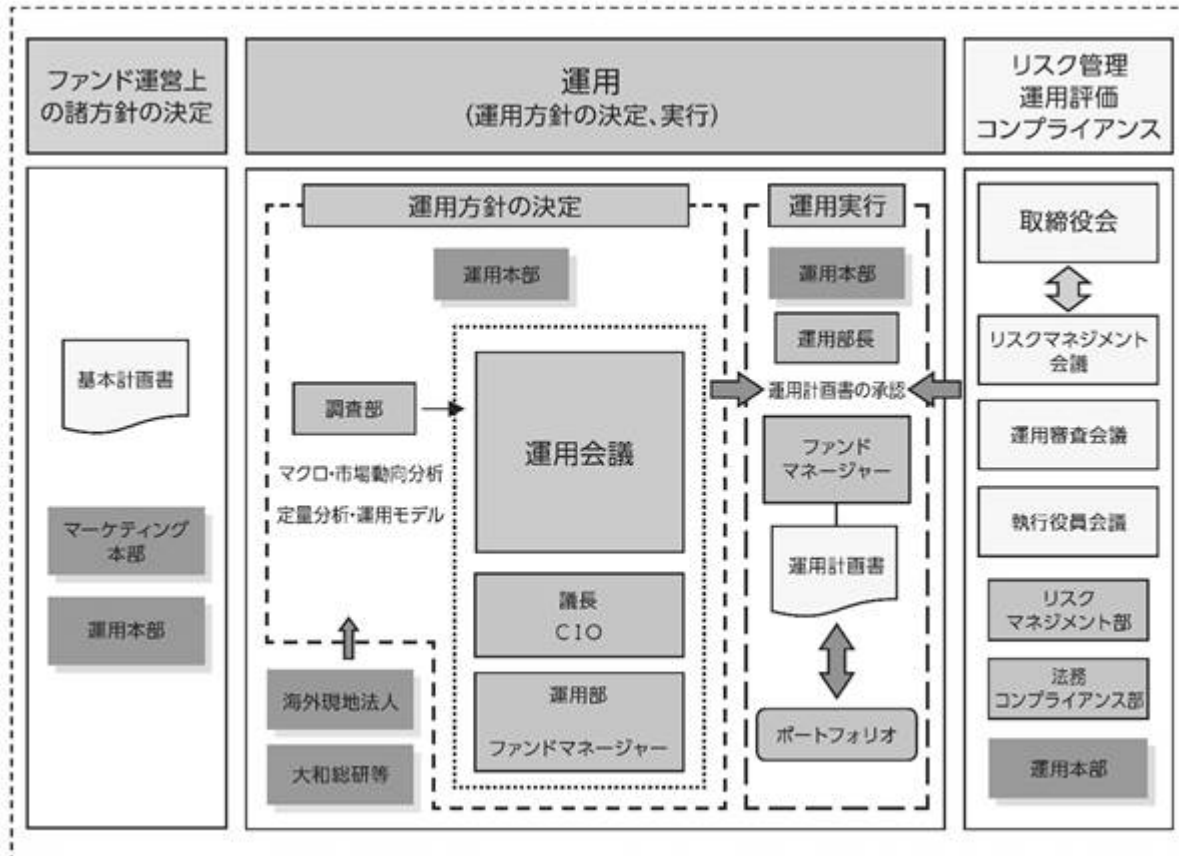 ファンド運営上
の諸方針の決定
運用
(運用方針の決定、実行)
リスク管理
運用評価
コンプライアンス
基本計画書
マーケティング
本部
運用本部
運用方針の決定
運用本部
調査部
マクロ・市場動向分析
定量分析・運用モデル
海外現地法人
大和総研等
運用会議
議長
CIO
運用部
ファンドマネージャー
運用実行
運用本部
運用部長
運用計画書の承認
ファンド
マネージャー
運用計画書
ポートフォリオ
取締役会
リスクマネジメント
会議
運用審査会議
執行役員会議
リスク
マネジメント部
法務
コンプライアンス部
運用本部